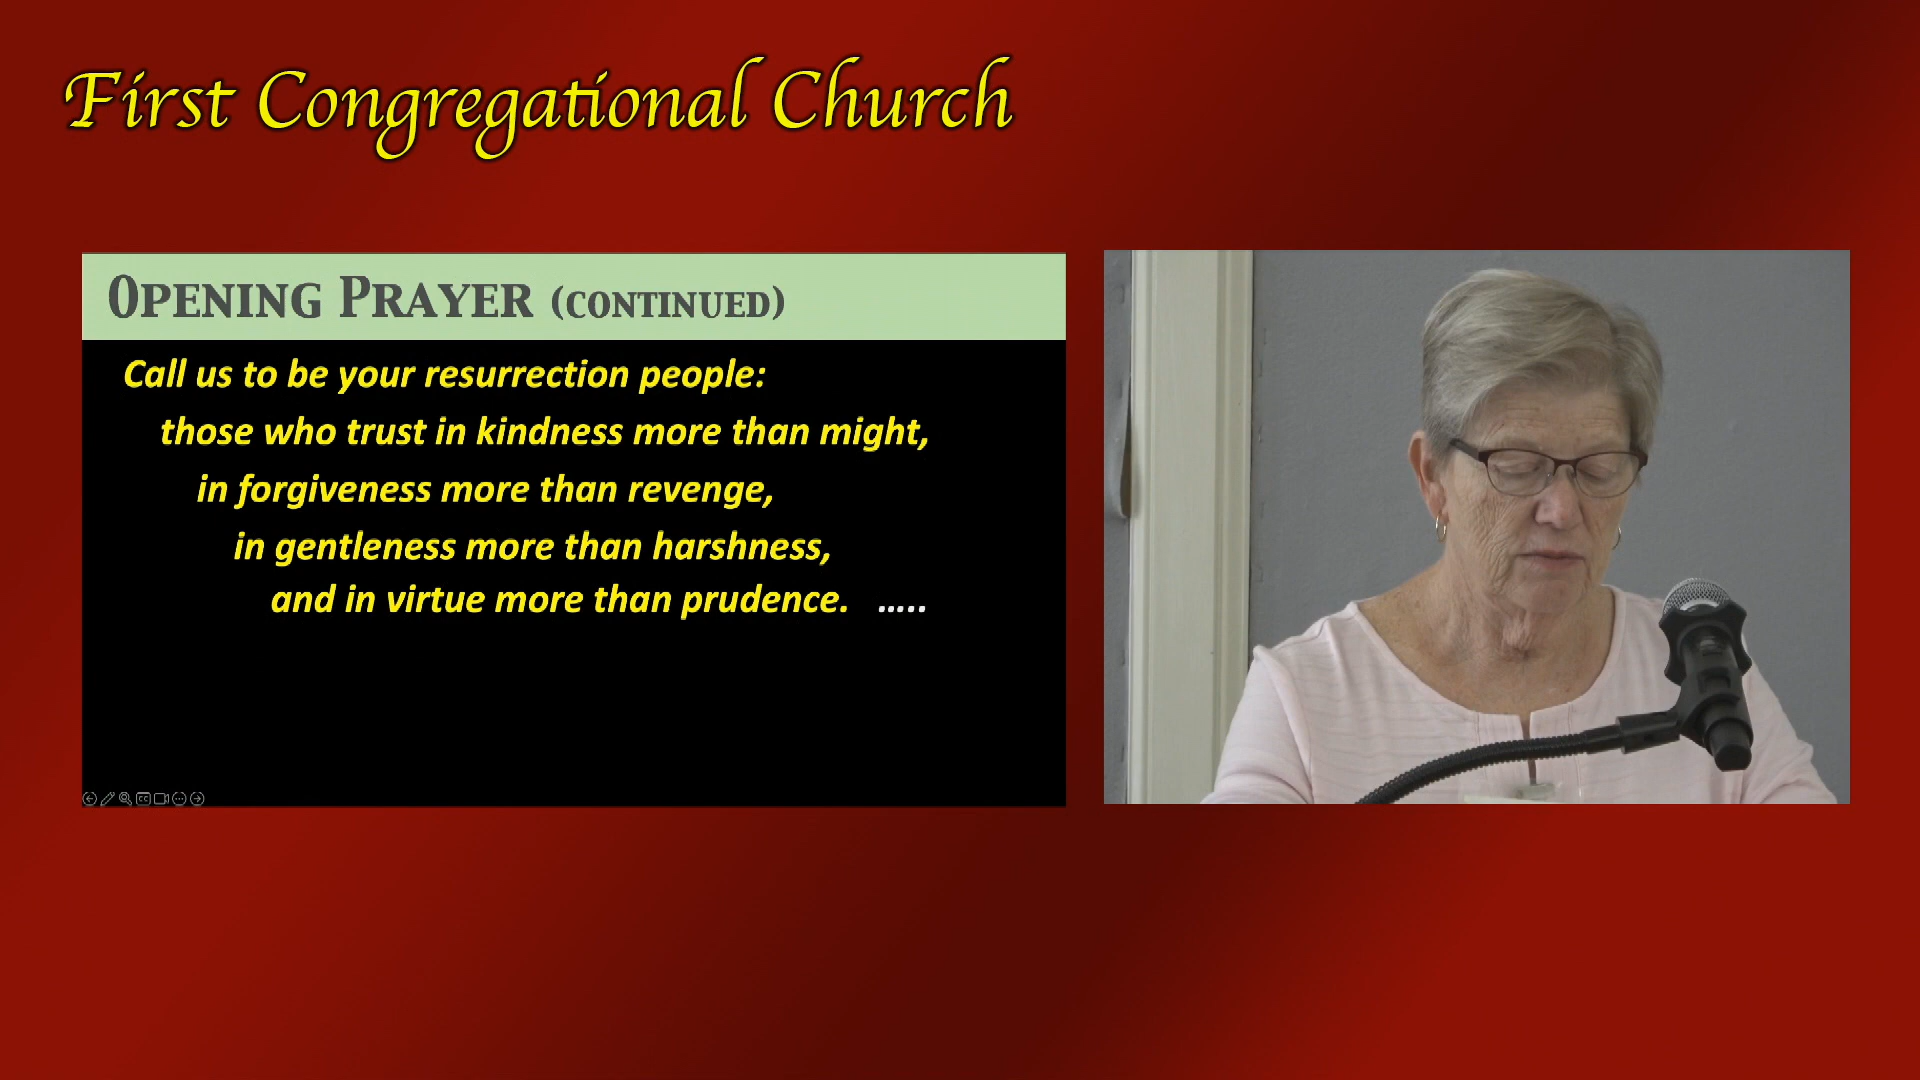 First Congregational Church
Opening Prayer (continued)
Call us to be your resurrection people:
those who trust in kindness more than might,
in forgiveness more than revenge,
in gentleness more than harshness,
and in virtue more than prudence. .....